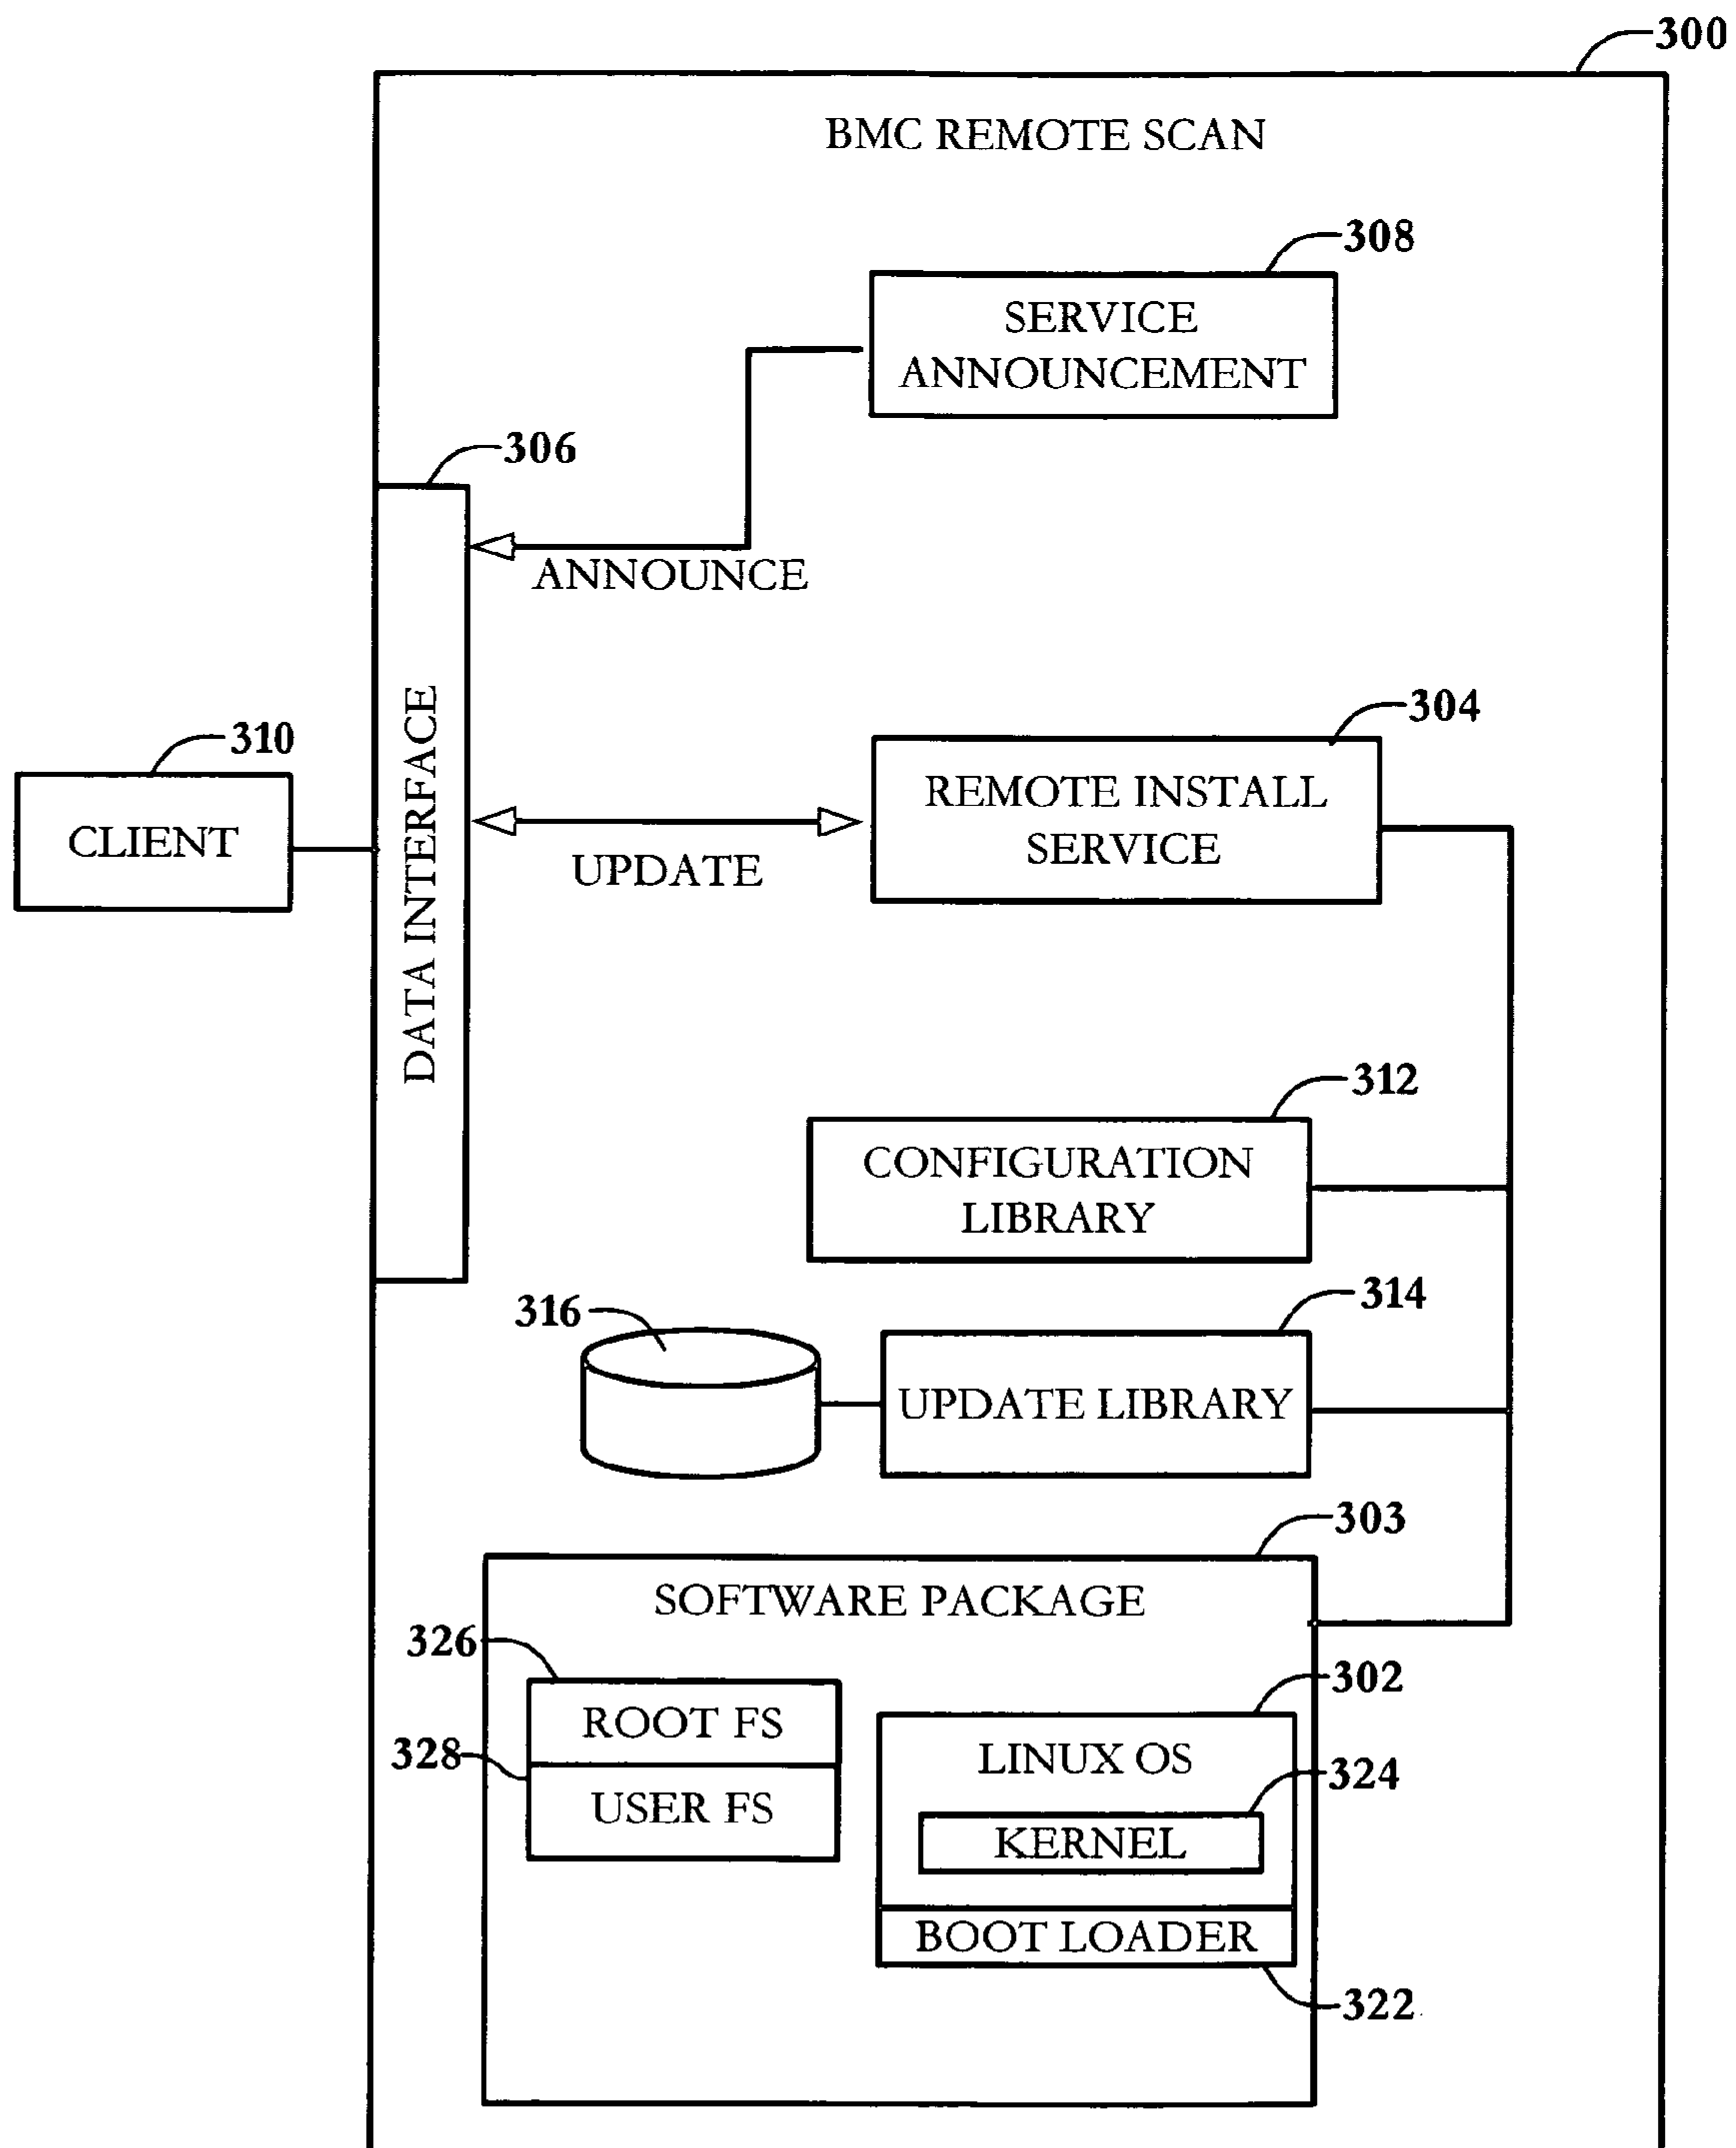 300
BMC REMOTE SCAN
308
SERVICE
ANNOUNCEMENT
306
ANNOUNCE
DATA INTERFACE
310
CLIENT
304
REMOTE INSTALL
SERVICE
UPDATE
312
CONFIGURATION
LIBRARY
316
314
UPDATE LIBRARY
303
SOFTWARE PACKAGE
326
ROOT FS
328
USER FS
302
LINUX OS
324
KERNEL
BOOT LOADER
322